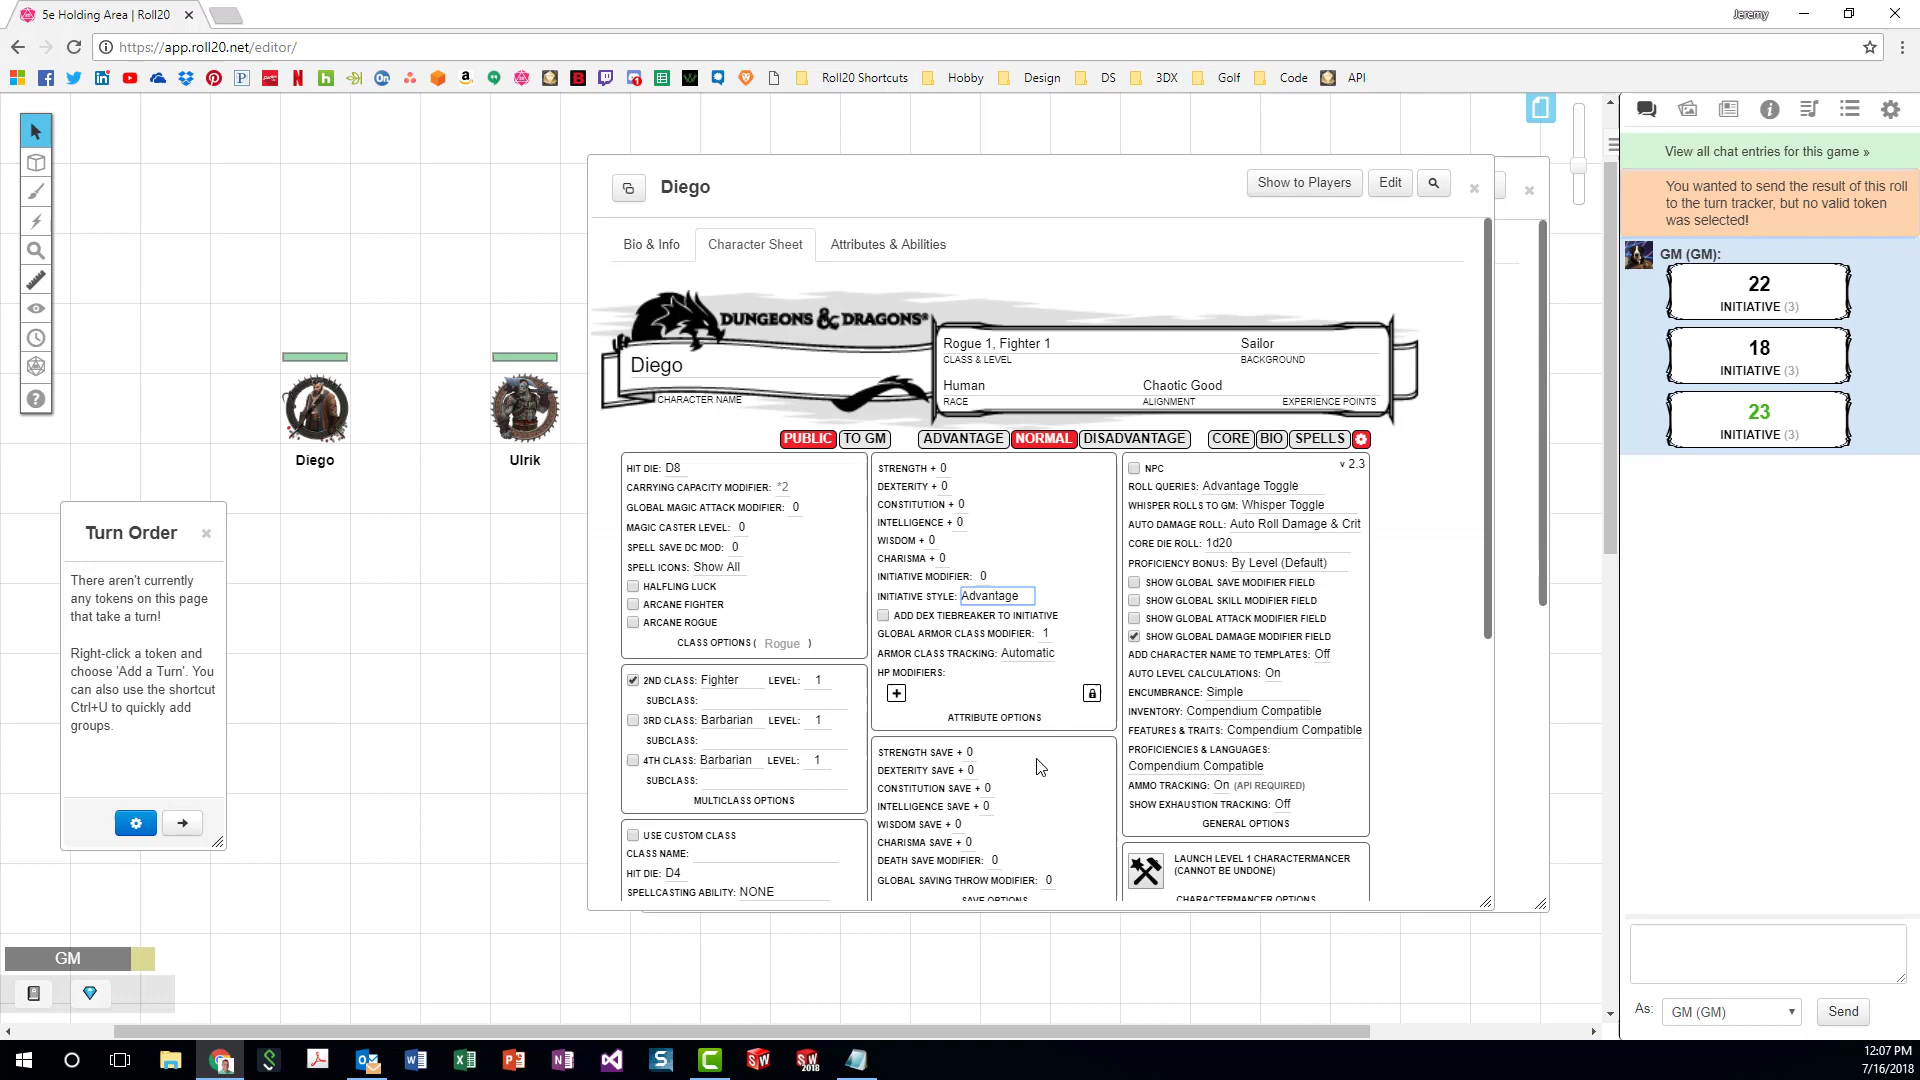 5e Holding Area | Roll20
Jeremy
https://app.roll20.net/editor/
Roll20 Shortcuts
Hobby
Design
DS
3DX
Golf
Code
API
View all chat entries for this game »
You wanted to send the result of this roll
to the turn tracker, but no valid token
was selected!
GM (GM):
22
INITIATIVE (3)
18
INITIATIVE (3)
23
INITIATIVE (3)
As:
GM (GM)
Send
Diego
Ulrik
Turn Order
There aren't currently
any tokens on this page
that take a turn!
Right-click a token and
choose 'Add a Turn'. You
can also use the shortcut
Ctrl+U to quickly add
groups.
GM
Diego
Show to Players
Edit
Bio & Info
Character Sheet
Attributes & Abilities
DUNGEONS & DRAGONS®
Diego
CHARACTER NAME
Rogue 1, Fighter 1
Sailor
CLASS & LEVEL
BACKGROUND
Human
Chaotic Good
RACE
ALIGNMENT
EXPERIENCE POINTS
PUBLIC
TO GM
ADVANTAGE
NORMAL
DISADVANTAGE
CORE
BIO
SPELLS
HIT DIE: D8
CARRYING CAPACITY MODIFIER: *2
GLOBAL MAGIC ATTACK MODIFIER: 0
MAGIC CASTER LEVEL: 0
SPELL SAVE DC MOD: 0
SPELL ICONS: Show All
HALFLING LUCK
ARCANE FIGHTER
ARCANE ROGUE
CLASS OPTIONS ( Rogue )
2ND CLASS: Fighter LEVEL: 1
SUBCLASS:
3RD CLASS: Barbarian LEVEL: 1
SUBCLASS:
4TH CLASS: Barbarian LEVEL: 1
SUBCLASS:
MULTICLASS OPTIONS
USE CUSTOM CLASS
CLASS NAME:
HIT DIE: D4
SPELLCASTING ABILITY: NONE
STRENGTH + 0
DEXTERITY + 0
CONSTITUTION + 0
INTELLIGENCE + 0
WISDOM + 0
CHARISMA + 0
INITIATIVE MODIFIER: 0
INITIATIVE STYLE: Advantage
ADD DEX TIEBREAKER TO INITIATIVE
GLOBAL ARMOR CLASS MODIFIER: 1
ARMOR CLASS TRACKING: Automatic
HP MODIFIERS:
ATTRIBUTE OPTIONS
STRENGTH SAVE + 0
DEXTERITY SAVE + 0
CONSTITUTION SAVE + 0
INTELLIGENCE SAVE + 0
WISDOM SAVE + 0
CHARISMA SAVE + 0
DEATH SAVE MODIFIER: 0
GLOBAL SAVING THROW MODIFIER: 0
SAVE OPTIONS
NPC
v 2.3
ROLL QUERIES: Advantage Toggle
WHISPER ROLLS TO GM: Whisper Toggle
AUTO DAMAGE ROLL: Auto Roll Damage & Crit
CORE DIE ROLL: 1d20
PROFICIENCY BONUS: By Level (Default)
SHOW GLOBAL SAVE MODIFIER FIELD
SHOW GLOBAL SKILL MODIFIER FIELD
SHOW GLOBAL ATTACK MODIFIER FIELD
SHOW GLOBAL DAMAGE MODIFIER FIELD
ADD CHARACTER NAME TO TEMPLATES: Off
AUTO LEVEL CALCULATIONS: On
ENCUMBRANCE: Simple
INVENTORY: Compendium Compatible
FEATURES & TRAITS: Compendium Compatible
PROFICIENCIES & LANGUAGES:
Compendium Compatible
AMMO TRACKING: On (API REQUIRED)
SHOW EXHAUSTION TRACKING: Off
GENERAL OPTIONS
LAUNCH LEVEL 1 CHARACTERMANCER
(CANNOT BE UNDONE)
CHARACTERMANCER OPTIONS
12:07 PM
7/16/2018